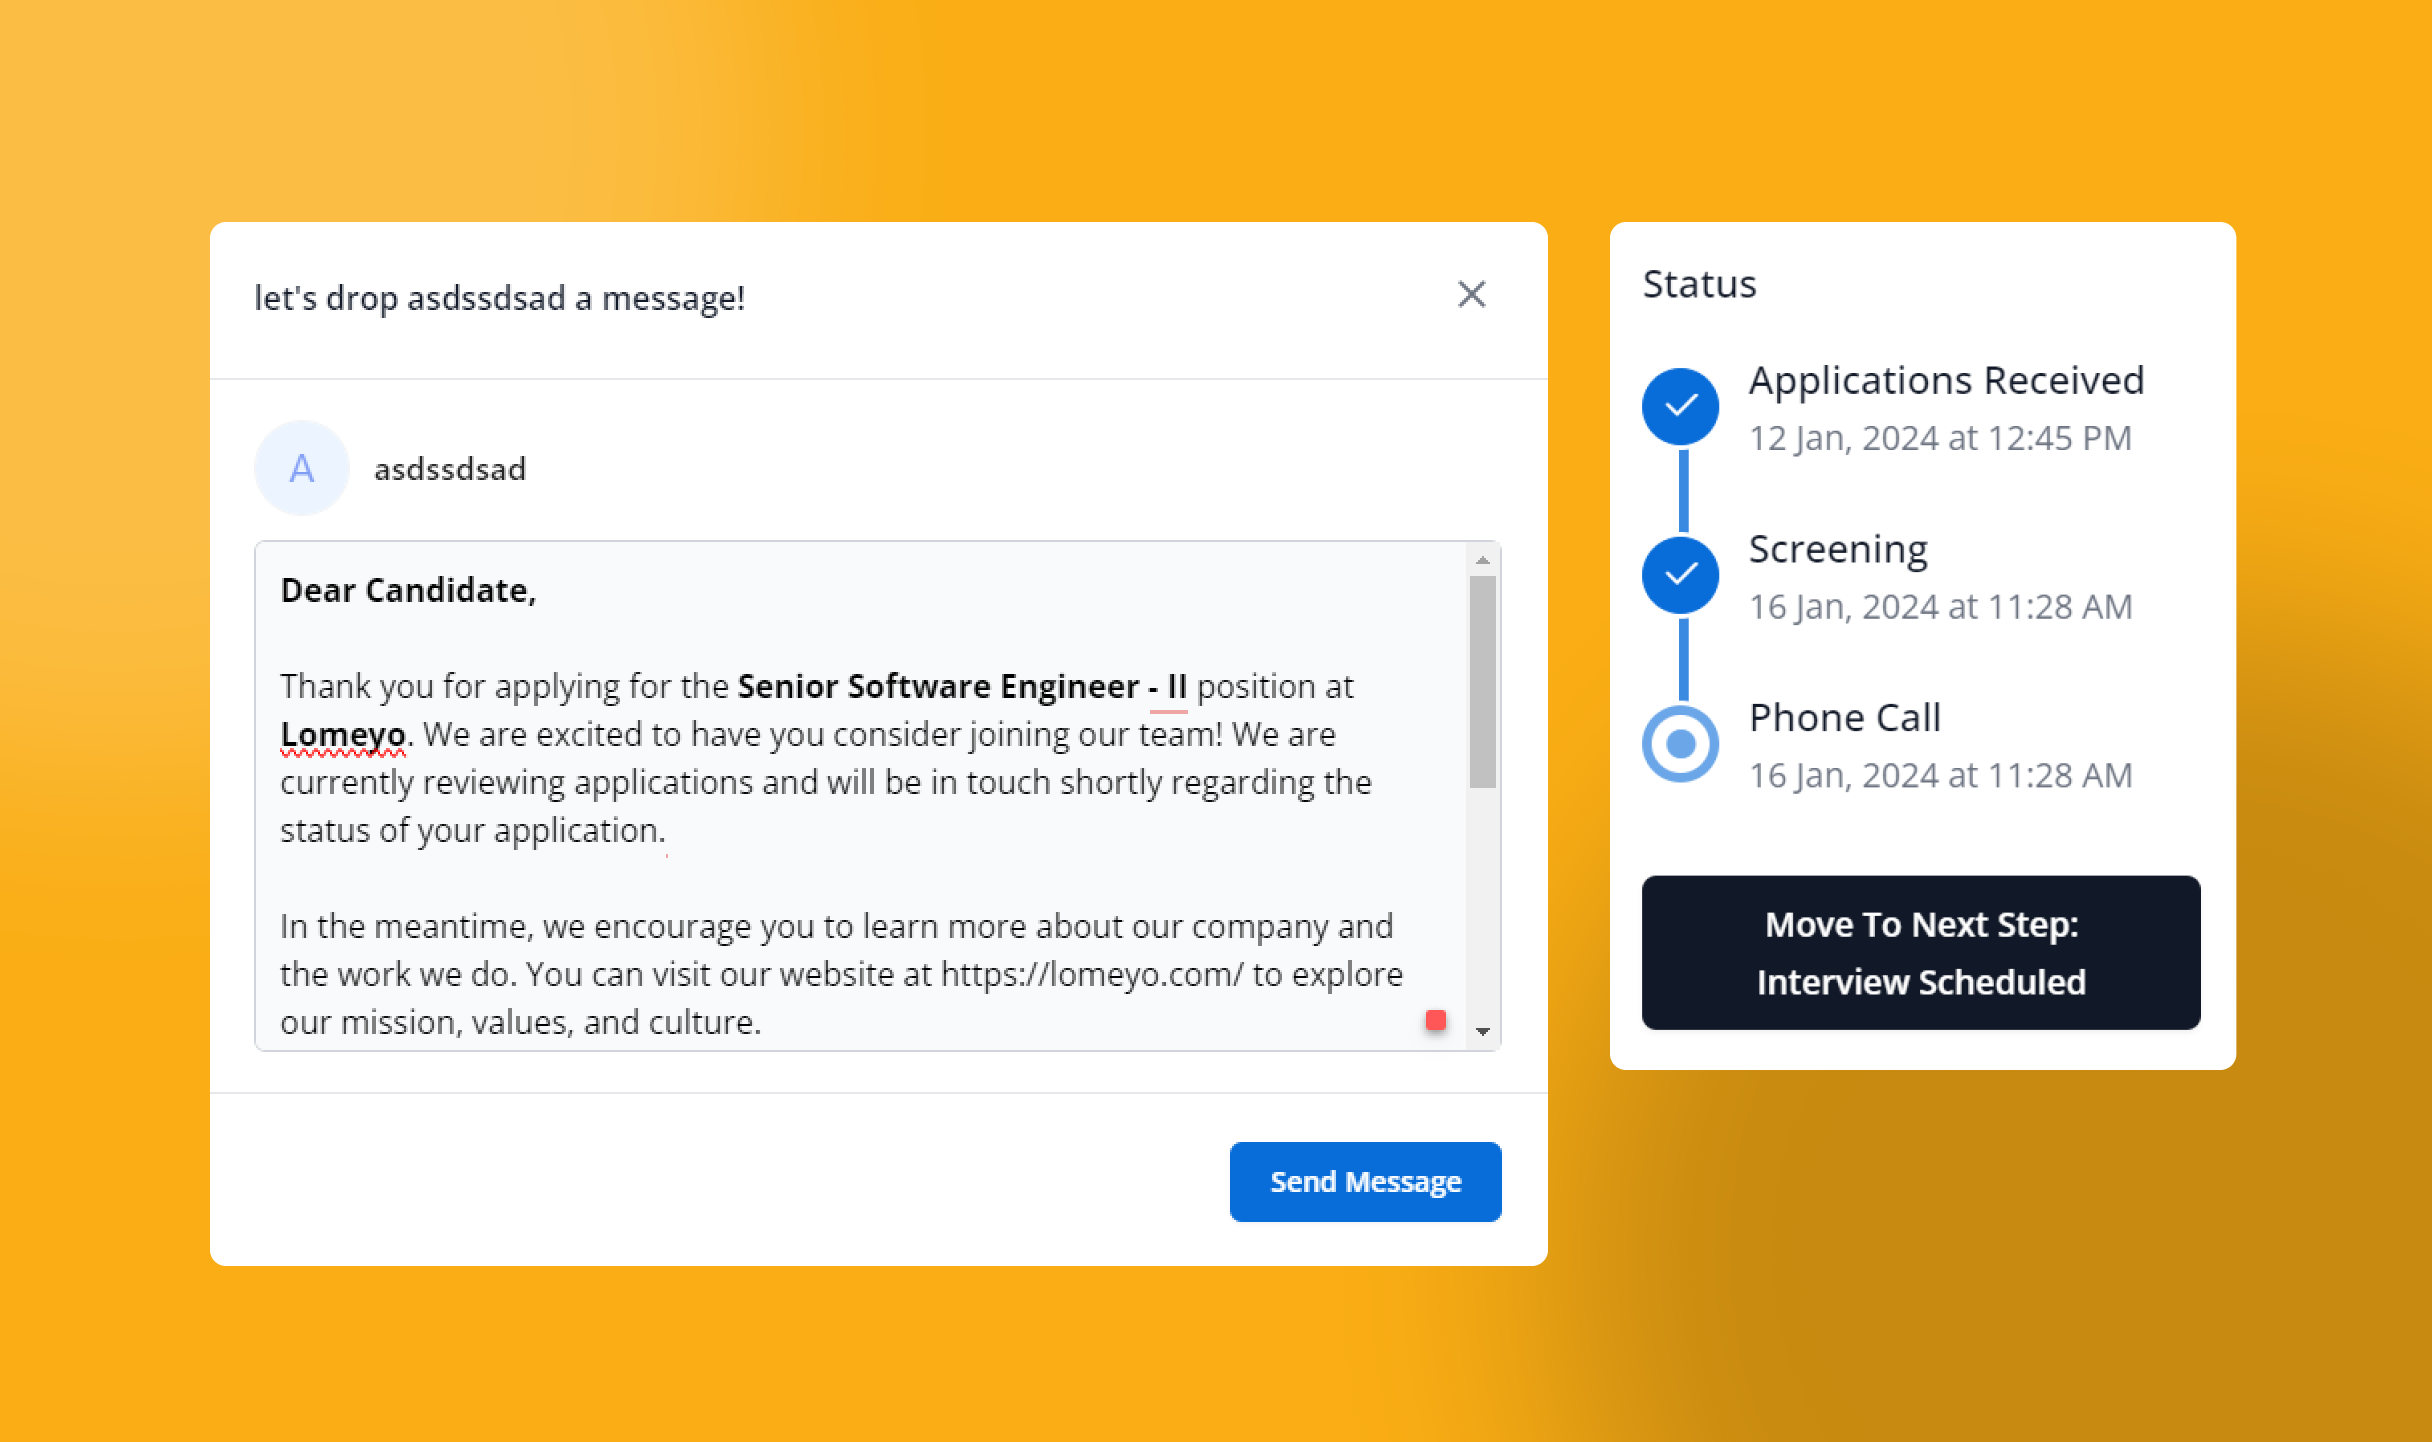 let's drop asdssdsad a message!
A
asdssdsad
Dear Candidate,
Thank you for applying for the Senior Software Engineer - II position at
Lomeyo. We are excited to have you consider joining our team! We are
currently reviewing applications and will be in touch shortly regarding the
status of your application.
In the meantime, we encourage you to learn more about our company and
the work we do. You can visit our website at https://lomeyo.com/ to explore
our mission, values, and culture.
Send Message
Status
Applications Received
12 Jan, 2024 at 12:45 PM
Screening
16 Jan, 2024 at 11:28 AM
Phone Call
16 Jan, 2024 at 11:28 AM
Move To Next Step:
Interview Scheduled